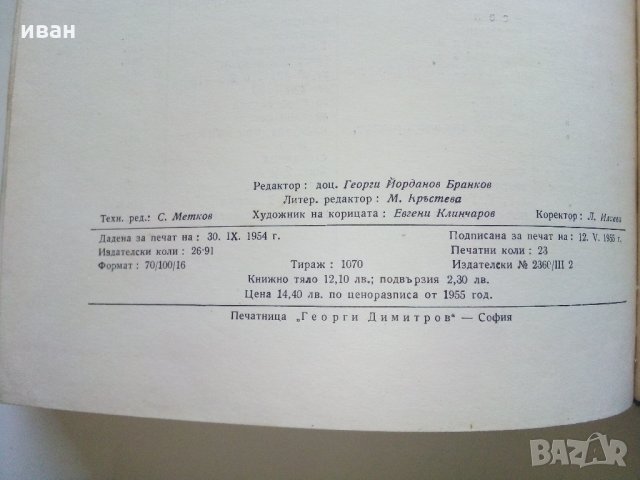 иван
Редактор: доц. Георги Йорданов Бранков
Литер. редактор: М. Кръстева
Техн. ред.: С. Метков Художник на корицата: Евгени Клинчаров Коректор: Л. Илиева
Дадена за печат на: 30. IX. 1954 г. Подписана за печат на: 12. V. 1955 г.
Издателски коли: 26·91 Печатни коли: 23
Формат: 70/100/16 Тираж: 1070 Издателски № 2360/III 2
Книжно тяло 12,10 лв.; подвързия 2,30 лв.
Цена 14,40 лв. по ценоразписа от 1955 год.
Печатница „Георги Димитров“ — София
BAZAR